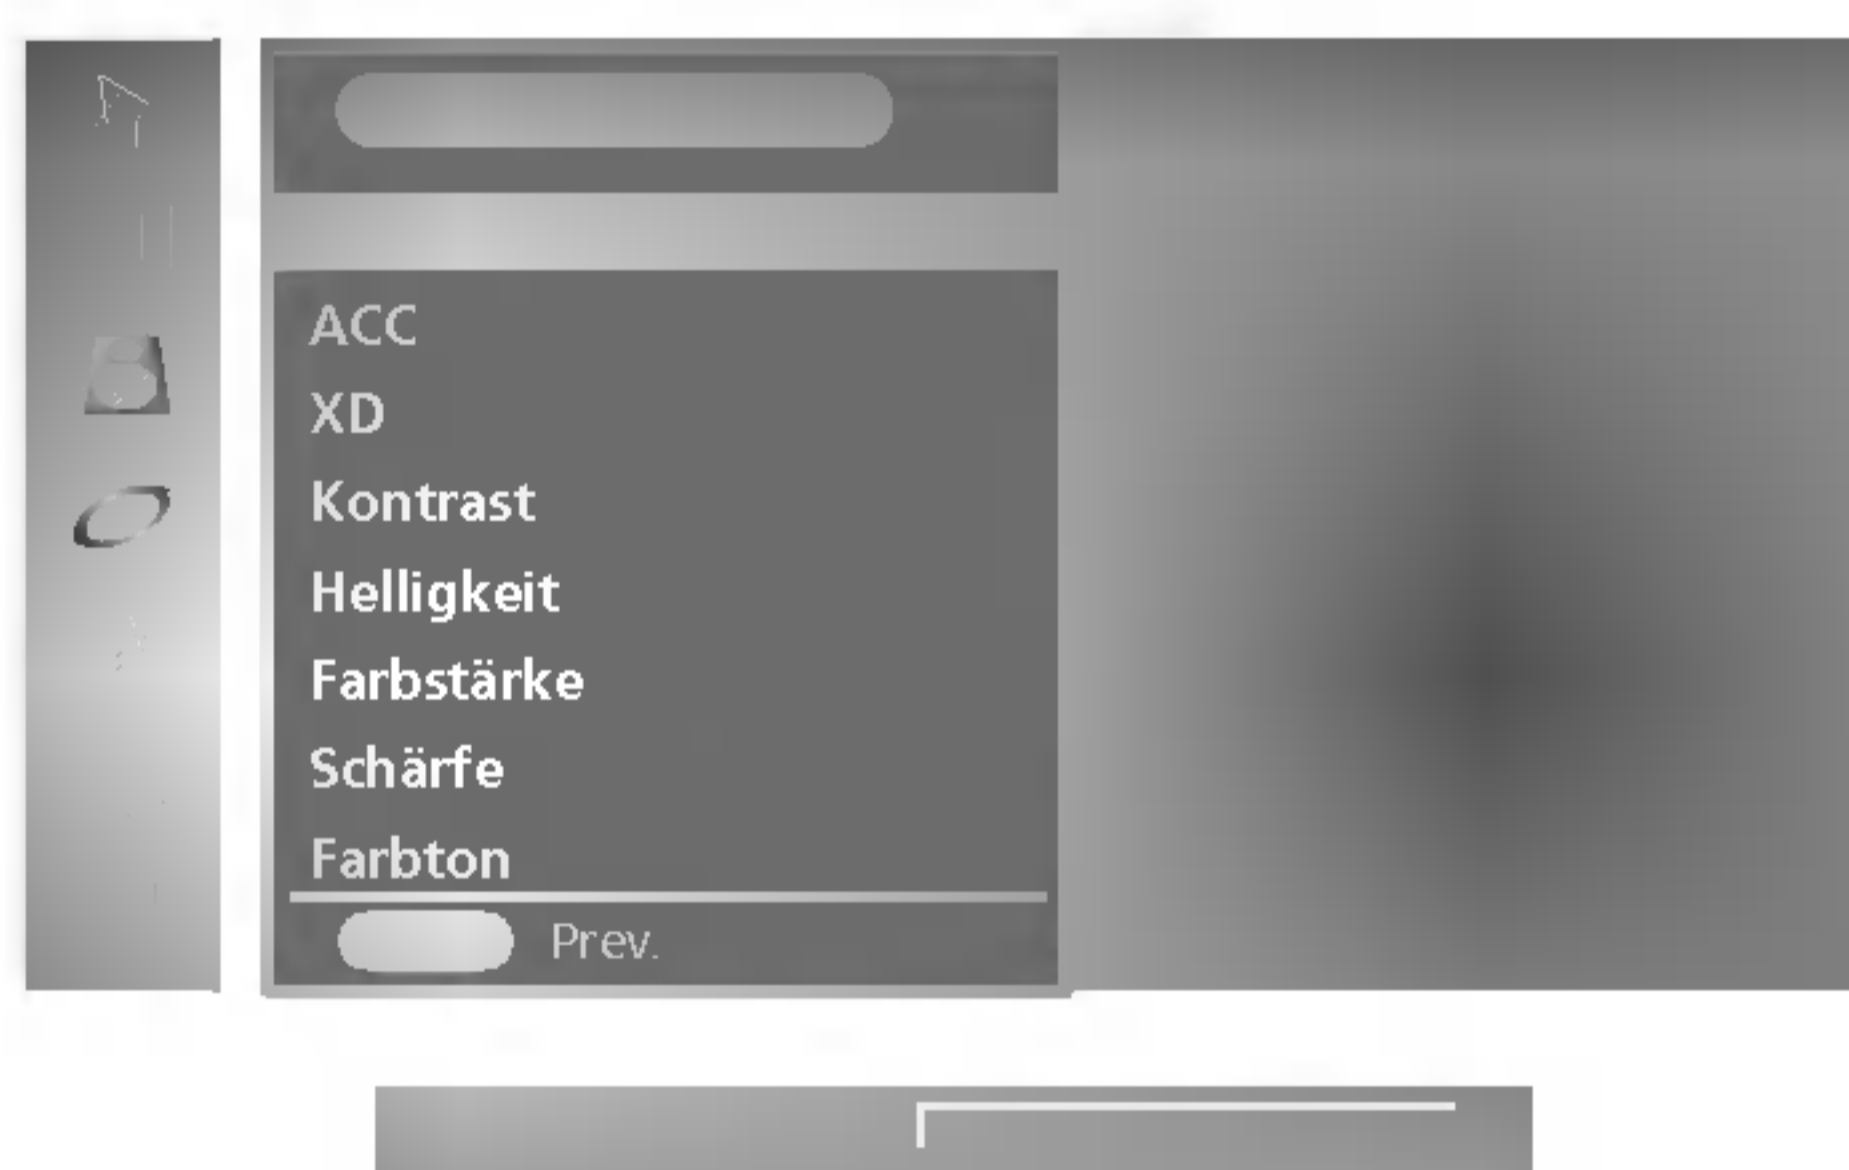 ACC
XD
Kontrast
Helligkeit
Farbstärke
Schärfe
Farbton
Prev.